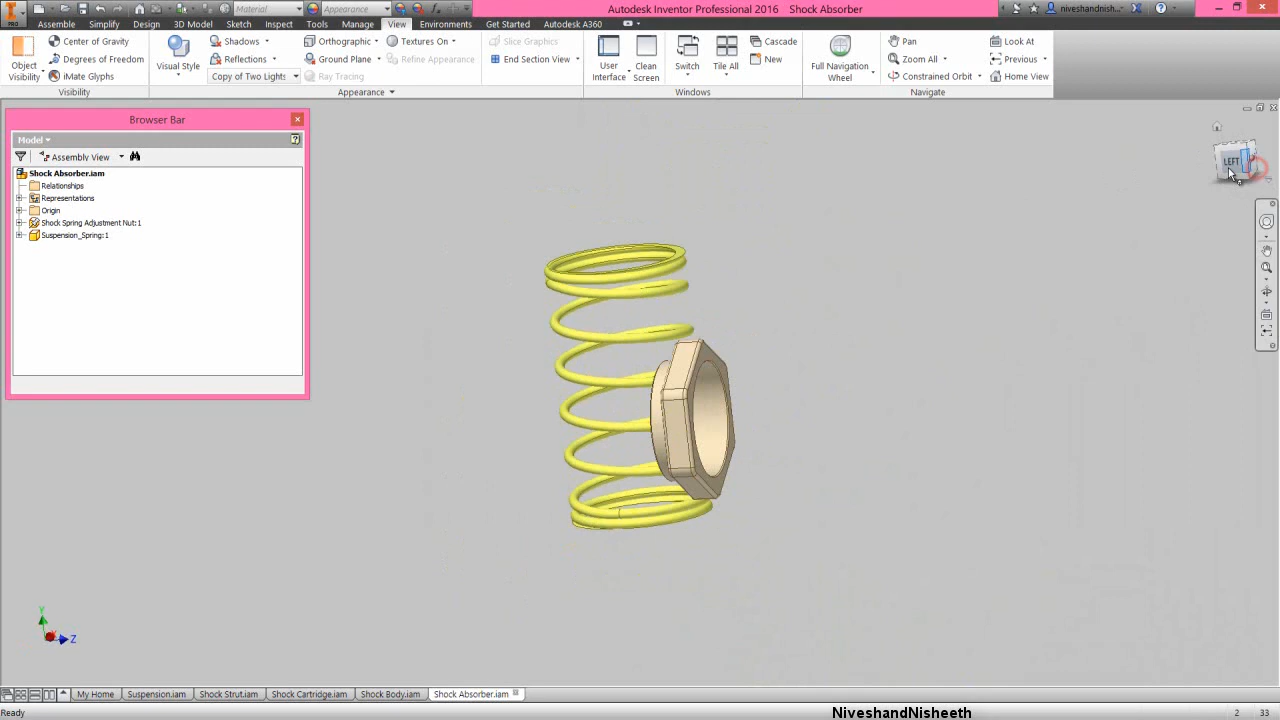 Material
Appearance
Autodesk Inventor Professional 2016 Shock Absorber
niveshandnish...
PRO
Assemble Simplify Design 3D Model Sketch Inspect Tools Manage View Environments Get Started Autodesk A360
Object Visibility
Center of Gravity
Degrees of Freedom
iMate Glyphs
Visibility
Visual Style
Shadows
Reflections
Copy of Two Lights
Orthographic
Ground Plane
Ray Tracing
Textures On
Refine Appearance
Appearance
Slice Graphics
End Section View
User Interface
Clean Screen
Switch
Tile All
Cascade
New
Windows
Full Navigation Wheel
Pan
Zoom All
Constrained Orbit
Look At
Previous
Home View
Navigate
Browser Bar
Model
Assembly View
Shock Absorber.iam
Relationships
Representations
Origin
Shock Spring Adjustment Nut:1
Suspension_Spring:1
LEFT
Y
Z
My Home Suspension.iam Shock Strut.iam Shock Cartridge.iam Shock Body.iam Shock Absorber.iam
Ready
NiveshandNisheeth
2 33